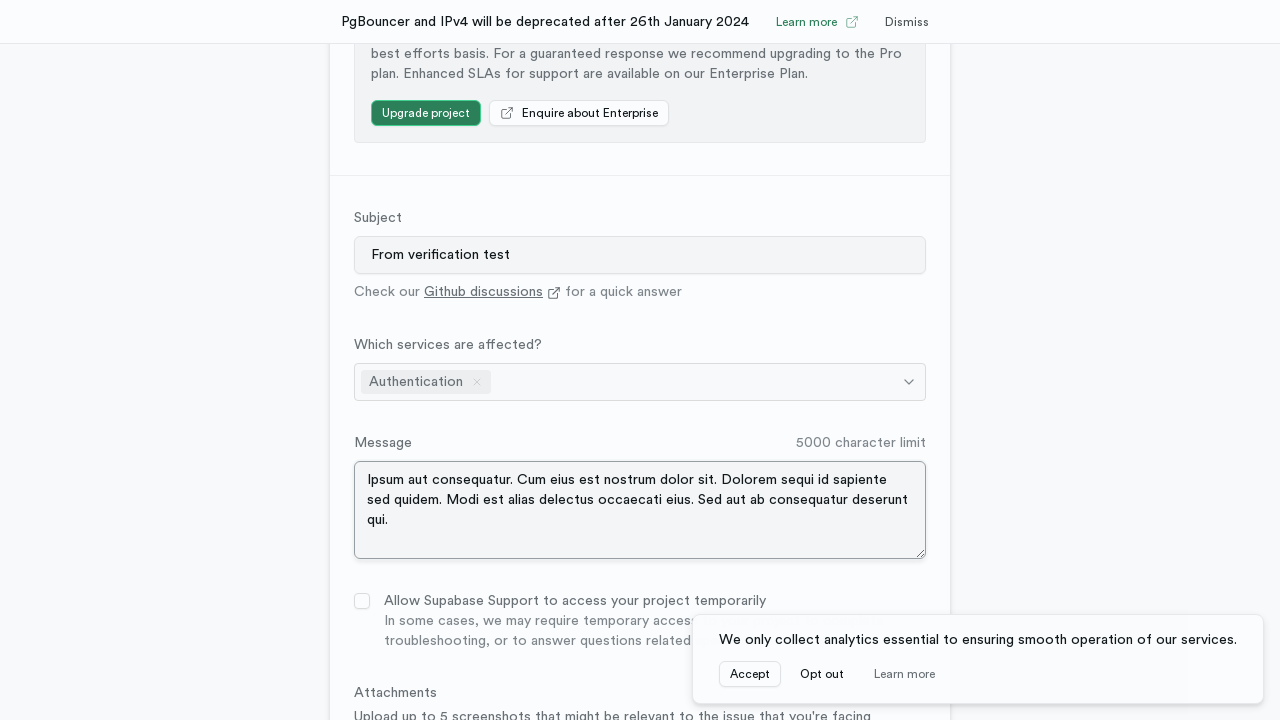 PgBouncer and IPv4 will be deprecated after 26th January 2024 Learn more Dismiss
best efforts basis. For a guaranteed response we recommend upgrading to the Pro
plan. Enhanced SLAs for support are available on our Enterprise Plan.
Upgrade project Enquire about Enterprise
Subject
From verification test
Check our Github discussions for a quick answer
Which services are affected?
Authentication
Message 5000 character limit
Ipsum aut consequatur. Cum eius est nostrum dolor sit. Dolorem sequi id sapiente
sed quidem. Modi est alias delectus occaecati eius. Sed aut ab consequatur deserunt
qui.
Allow Supabase Support to access your project temporarily
In some cases, we may require temporary access
troubleshooting, or to answer questions related
We only collect analytics essential to ensuring smooth operation of our services.
Accept Opt out Learn more
Attachments
Upload up to 5 screenshots that might be relevant to the issue that you're facing